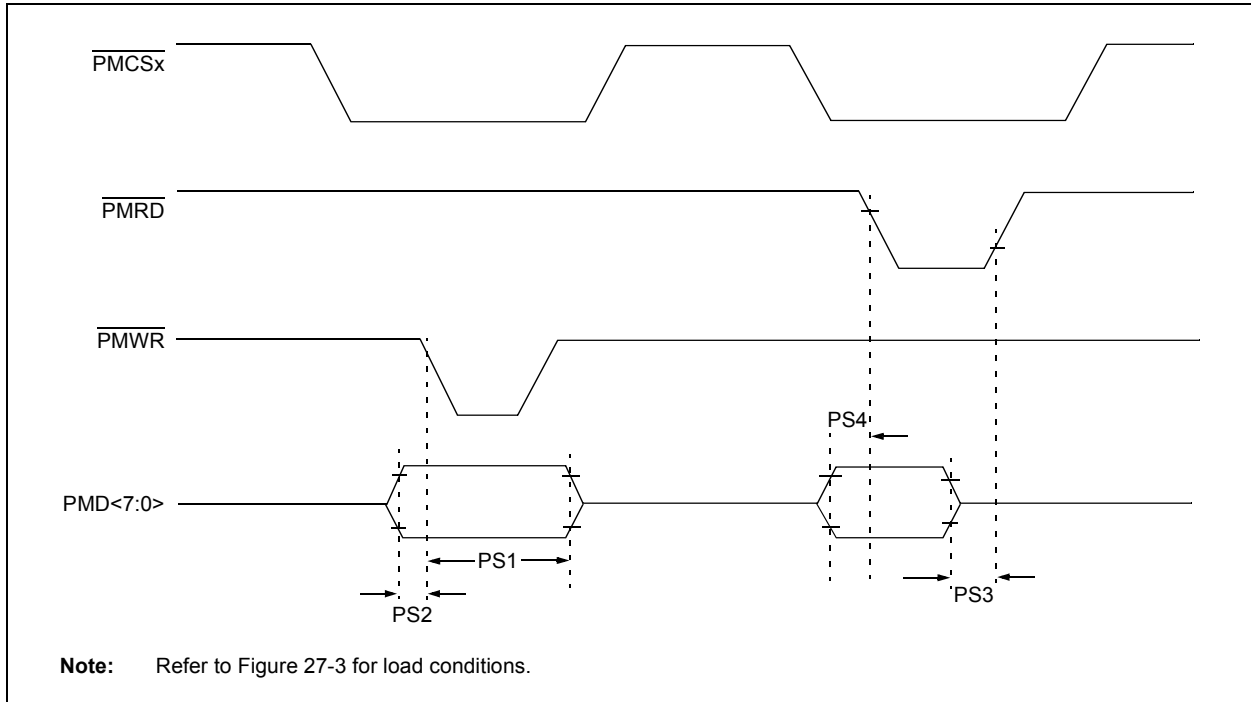 PMCSx
PMRD
PMWR
PS4
PMD<7:0>
PS1
PS3
PS2
Note: Refer to Figure 27-3 for load conditions.